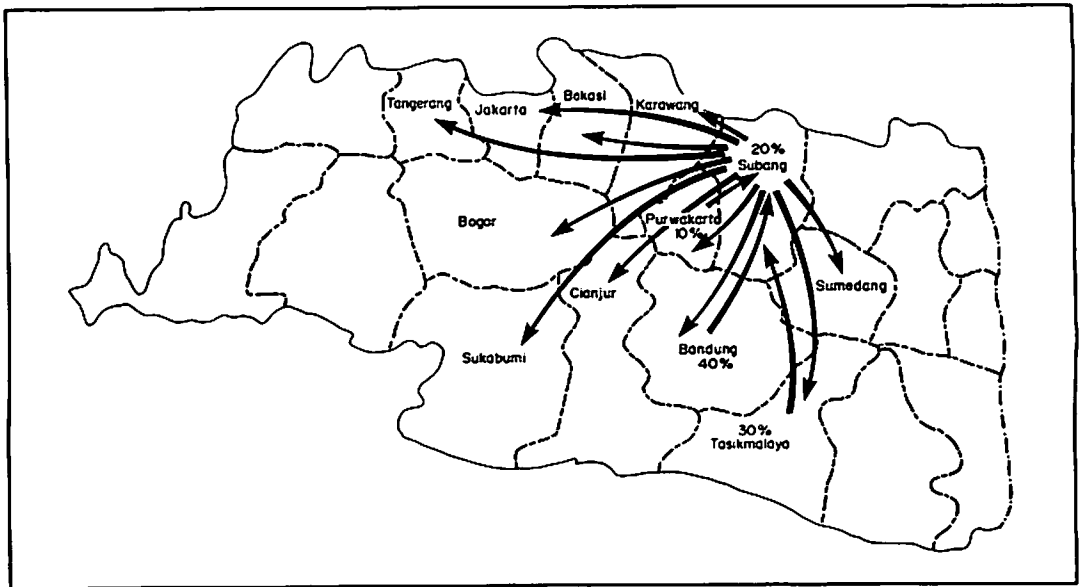 Tangerang
Jakarta
Bekasi
Karawang
20%
Subang
Bogor
Purwakarta
10%
Cianjur
Sumedang
Sukabumi
Bandung
40%
30%
Tasikmalaya